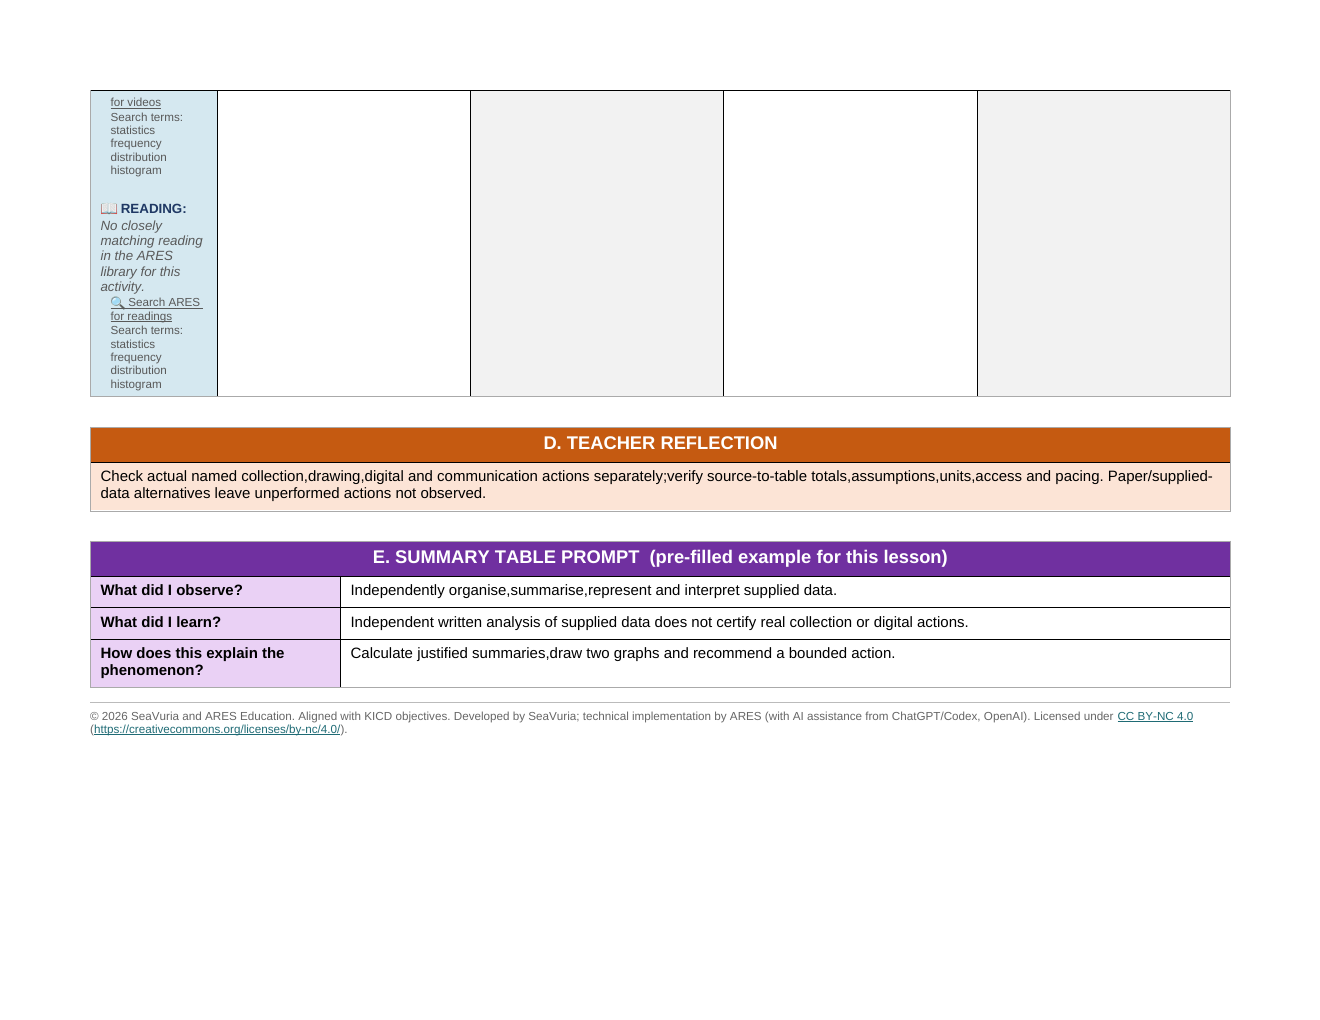 for videos
Search terms:
statistics
frequency
distribution
histogram
📖 READING:
No closely
matching reading
in the ARES
library for this
activity.
🔍 Search ARES
for readings
Search terms:
statistics
frequency
distribution
histogram
D. TEACHER REFLECTION
Check actual named collection,drawing,digital and communication actions separately;verify source-to-table totals,assumptions,units,access and pacing. Paper/supplied-
data alternatives leave unperformed actions not observed.
E. SUMMARY TABLE PROMPT  (pre-filled example for this lesson)
What did I observe?
Independently organise,summarise,represent and interpret supplied data.
What did I learn?
Independent written analysis of supplied data does not certify real collection or digital actions.
How does this explain the
phenomenon?
Calculate justified summaries,draw two graphs and recommend a bounded action.
© 2026 SeaVuria and ARES Education. Aligned with KICD objectives. Developed by SeaVuria; technical implementation by ARES (with AI assistance from ChatGPT/Codex, OpenAI). Licensed under CC BY-NC 4.0
(https://creativecommons.org/licenses/by-nc/4.0/).